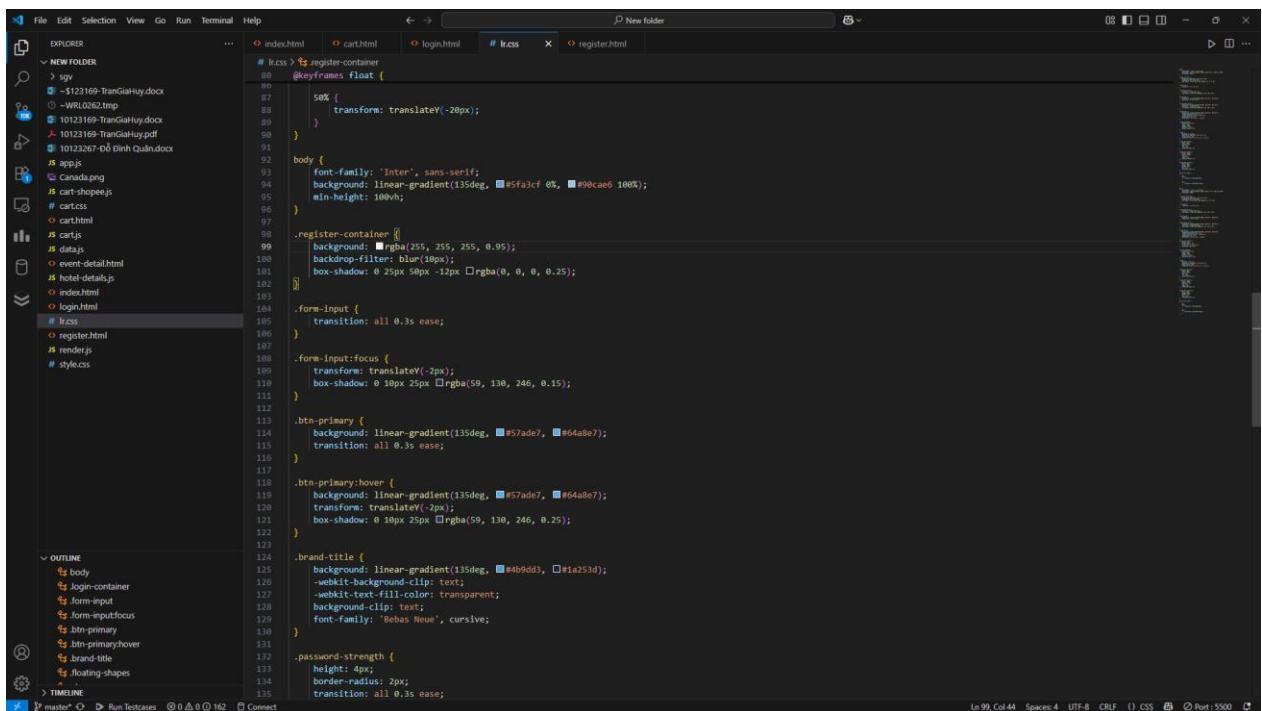 File Edit Selection View Go Run Terminal Help
New folder
EXPLORER
index.html cart.html login.html # lr.css register.html
NEW FOLDER
sgv
~$123169-TranGiaHuy.docx
~WRL0262.tmp
10123169-TranGiaHuy.docx
10123169-TranGiaHuy.pdf
10123267-Đỗ Đình Quân.docx
JS app.js
Canada.png
JS cart-shopee.js
# cart.css
cart.html
JS cart.js
JS data.js
event-detail.html
JS hotel-details.js
index.html
login.html
# lr.css
register.html
JS render.js
# style.css
OUTLINE
body
.login-container
.form-input
.form-input:focus
.btn-primary
.btn-primary:hover
.brand-title
.floating-shapes
TIMELINE
# lr.css > .register-container
80 @keyframes float {
86
87 50% {
88 transform: translateY(-20px);
89 }
90 }
91
92 body {
93 font-family: 'Inter', sans-serif;
94 background: linear-gradient(135deg, #5fa3cf 0%, #90cae6 100%);
95 min-height: 100vh;
96 }
97
98 .register-container {
99 background: rgba(255, 255, 255, 0.95);
100 backdrop-filter: blur(10px);
101 box-shadow: 0 25px 50px -12px rgba(0, 0, 0, 0.25);
102 }
103
104 .form-input {
105 transition: all 0.3s ease;
106 }
107
108 .form-input:focus {
109 transform: translateY(-2px);
110 box-shadow: 0 10px 25px rgba(59, 130, 246, 0.15);
111 }
112
113 .btn-primary {
114 background: linear-gradient(135deg, #57ade7, #64a8e7);
115 transition: all 0.3s ease;
116 }
117
118 .btn-primary:hover {
119 background: linear-gradient(135deg, #57ade7, #64a8e7);
120 transform: translateY(-2px);
121 box-shadow: 0 10px 25px rgba(59, 130, 246, 0.25);
122 }
123
124 .brand-title {
125 background: linear-gradient(135deg, #4b9dd3, #1a253d);
126 -webkit-background-clip: text;
127 -webkit-text-fill-color: transparent;
128 background-clip: text;
129 font-family: 'Bebas Neue', cursive;
130 }
131
132 .password-strength {
133 height: 4px;
134 border-radius: 2px;
135 transition: all 0.3s ease;
master* Run Testcases 0 0 0 162 Connect Ln 99, Col 44 Spaces: 4 UTF-8 CRLF {} CSS Port : 5500